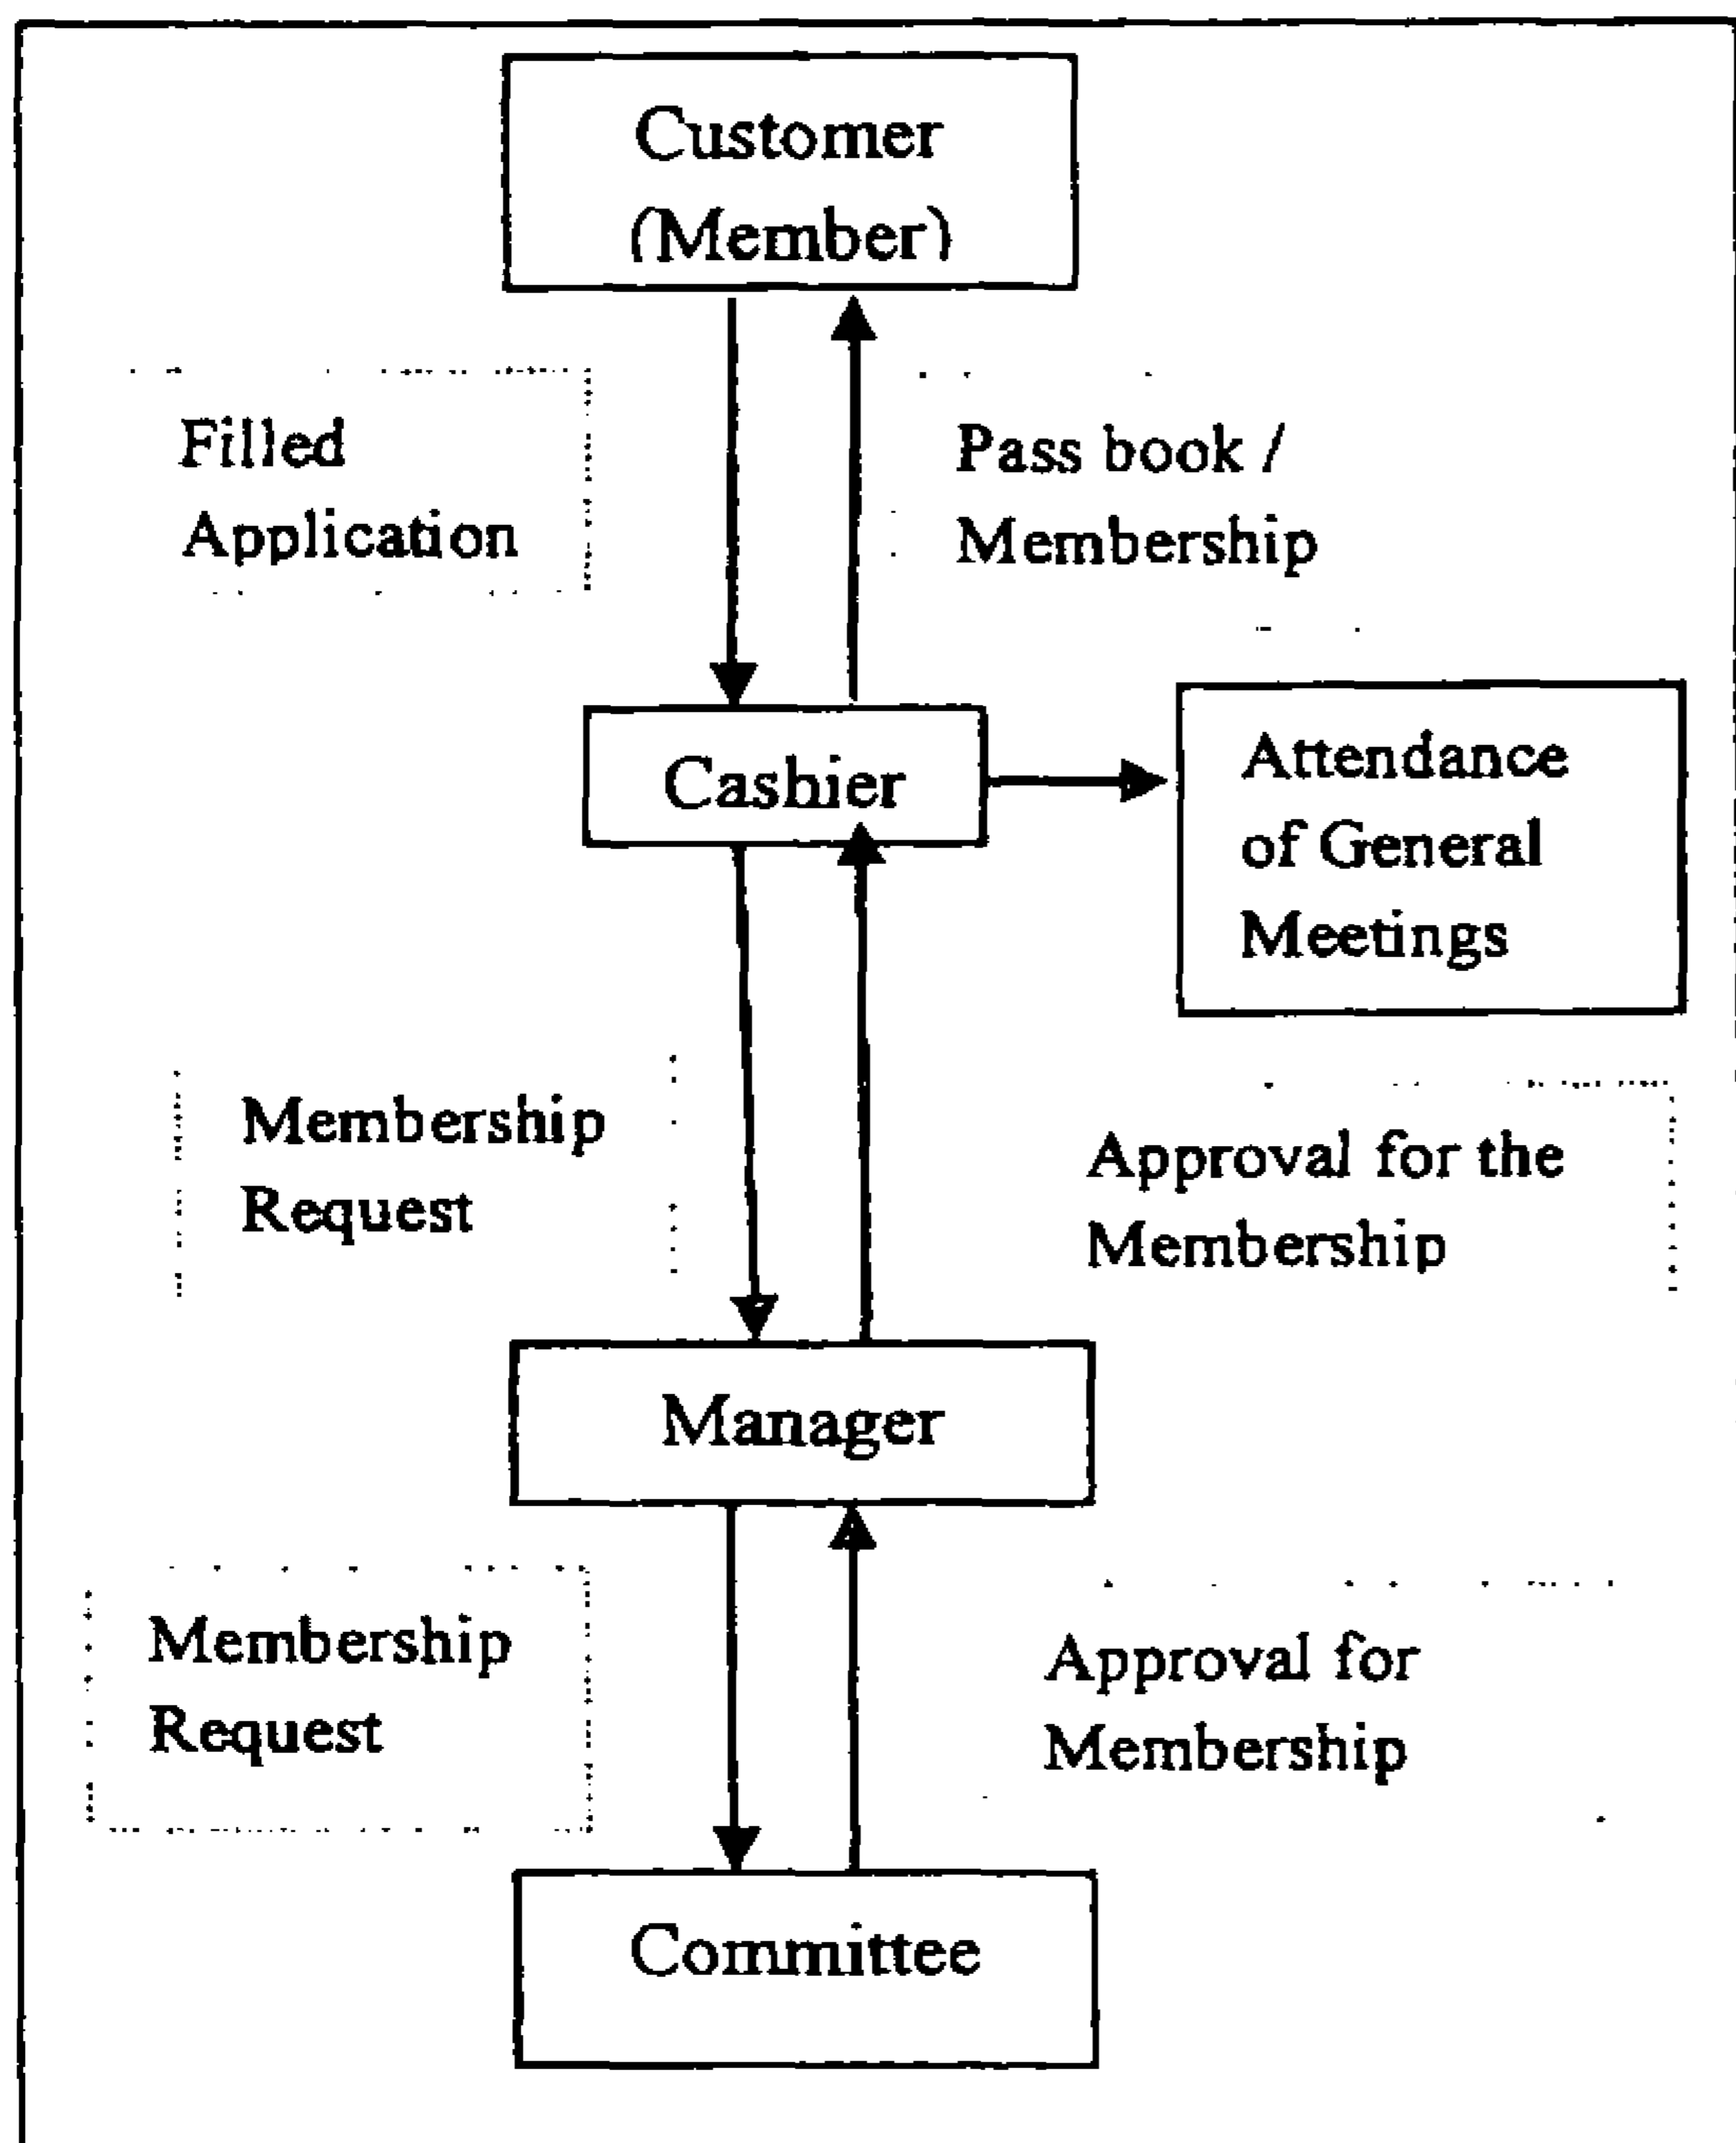 Customer
(Member)
Filled
Application
Pass book /
Membership
Cashier
Attendance
of General
Meetings
Membership
Request
Approval for the
Membership
Manager
Membership
Request
Approval for
Membership
Committee